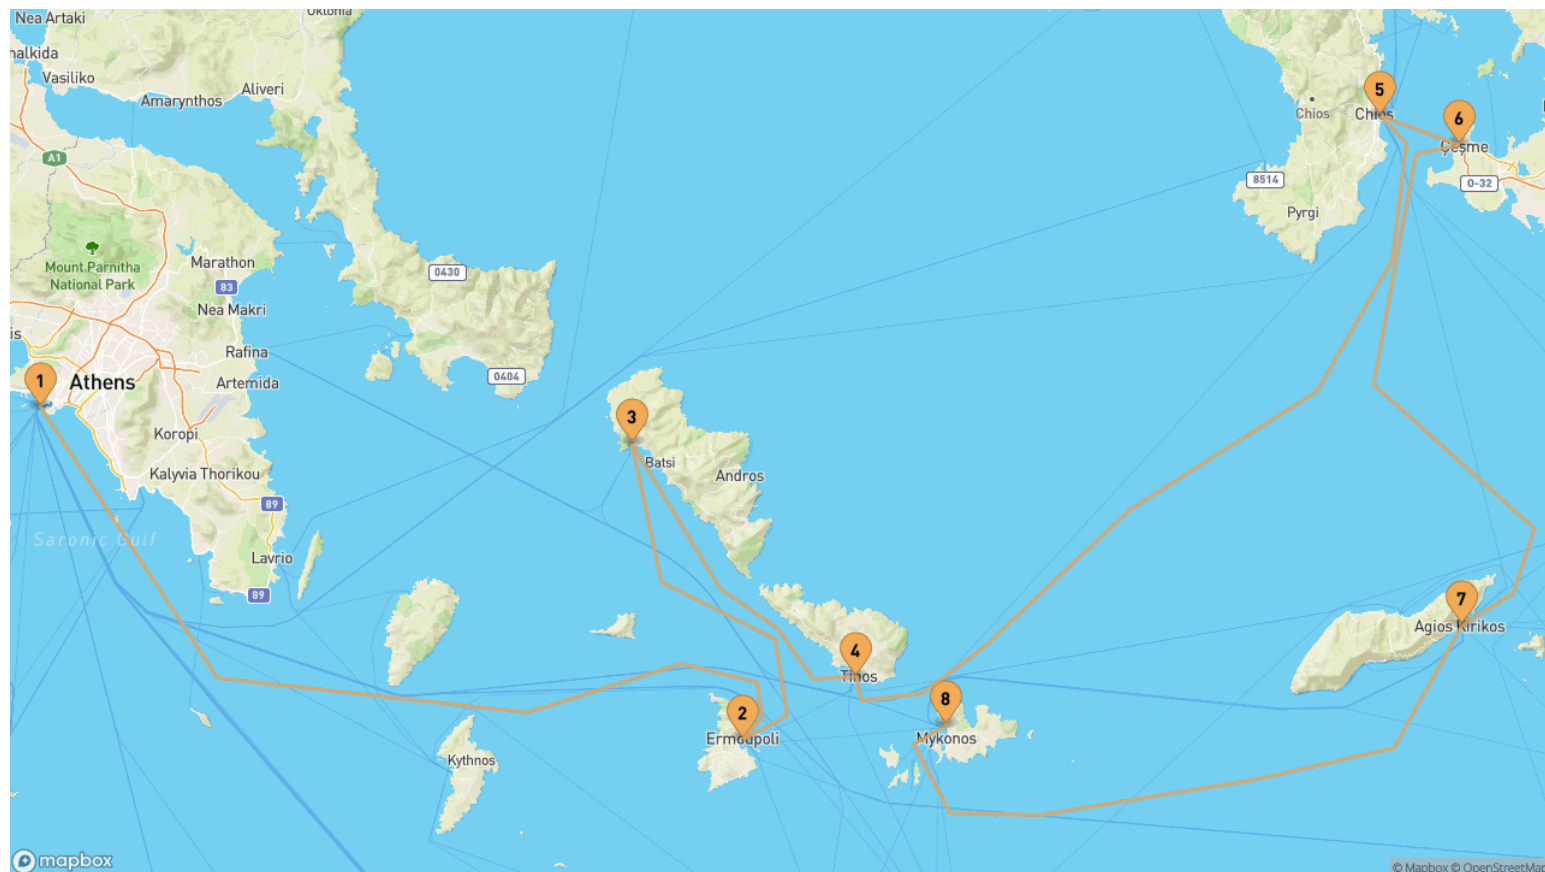 Nea Artaki
Oktonia
halkida
Vasiliko
Amarynthos
Aliveri
A1
Mount Parnitha
National Park
Marathon
83
Nea Makri
0430
Rafina
0404
1
Athens
Artemida
Koropi
Kalyvia Thorikou
89
Saronic Gulf
Lavrio
89
3
Batsi
Andros
4
Tinos
2
Ermoupoli
8
Mykonos
Kythnos
5
Chios
Chios
6
Çeşme
8514
O-32
Pyrgi
7
Agios Kirikos
mapbox
© Mapbox © OpenStreetMap